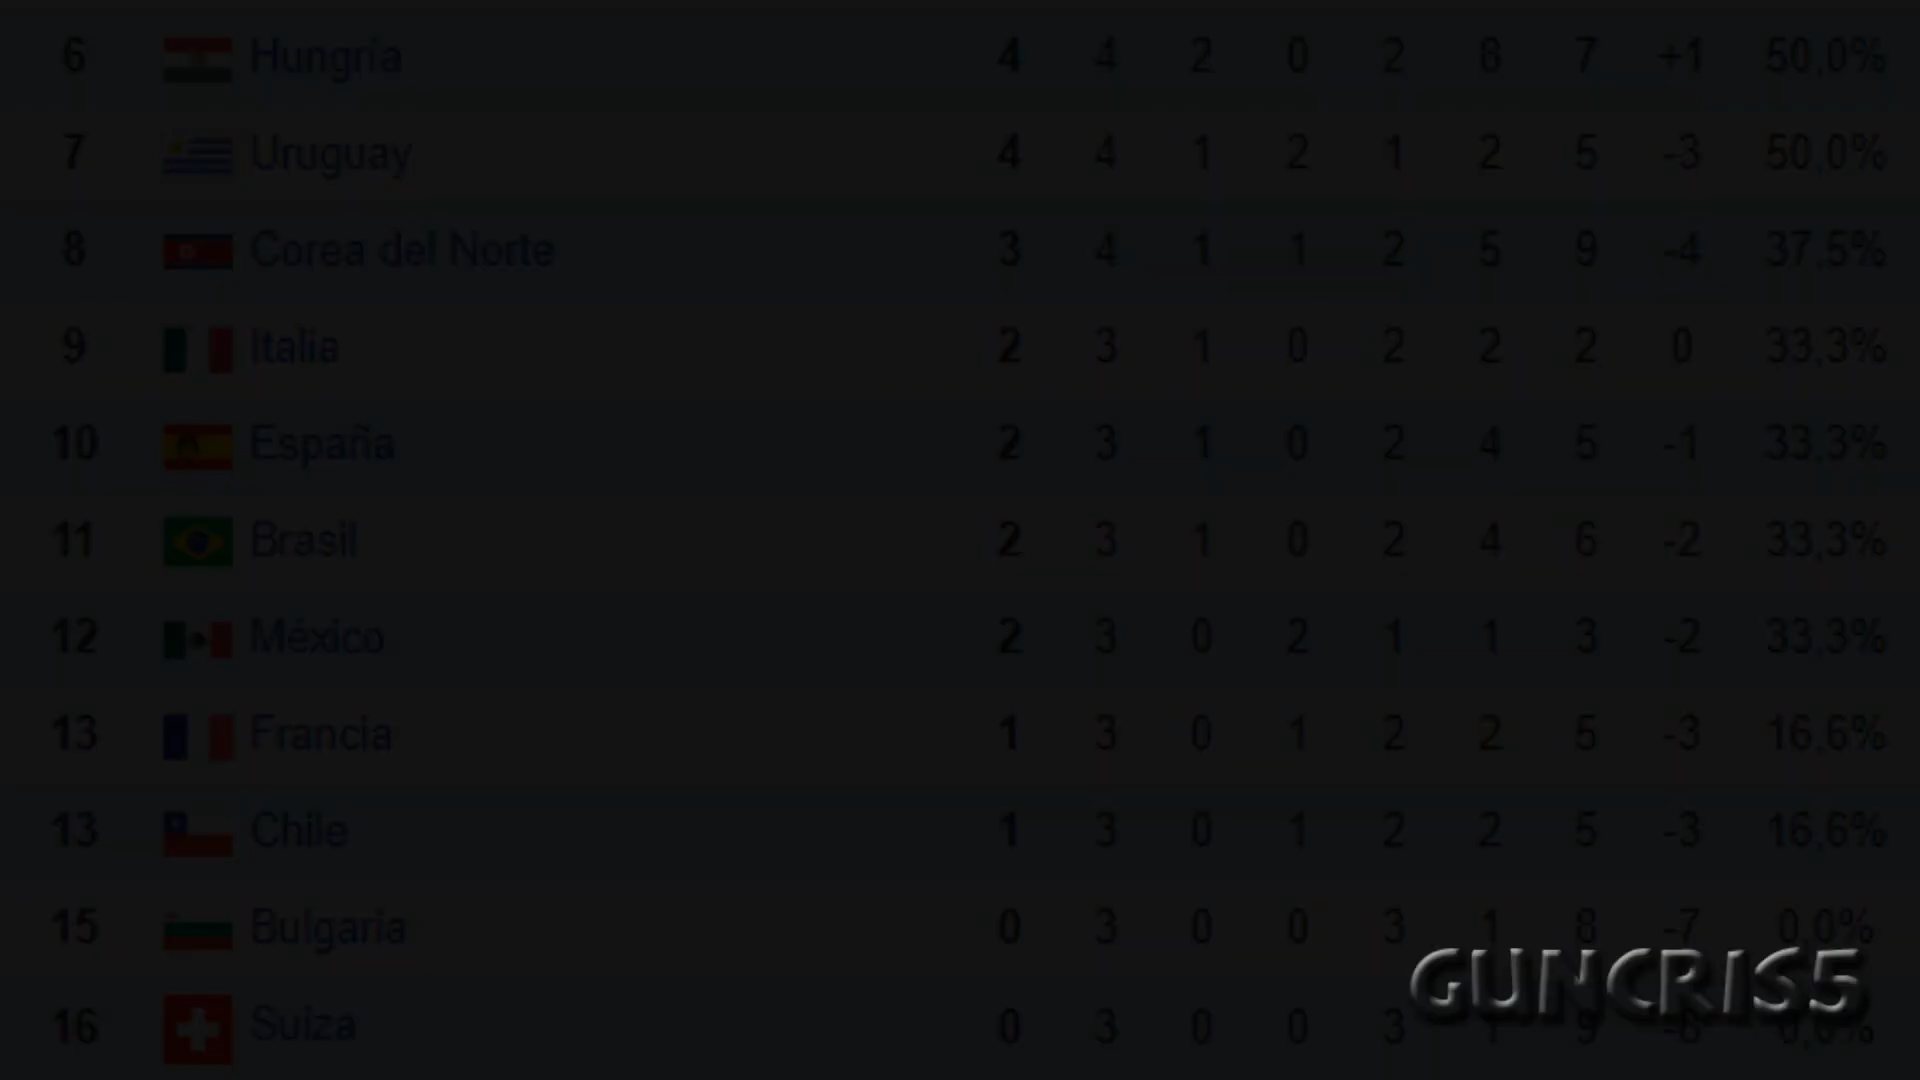 6 Hungría 4 4 2 0 2 8 7 +1 50,0%
7 Uruguay 4 4 1 2 1 2 5 -3 50,0%
8 Corea del Norte 3 4 1 1 2 5 9 -4 37,5%
9 Italia 2 3 1 0 2 2 2 0 33,3%
10 España 2 3 1 0 2 4 5 -1 33,3%
11 Brasil 2 3 1 0 2 4 6 -2 33,3%
12 México 2 3 0 2 1 1 3 -2 33,3%
13 Francia 1 3 0 1 2 2 5 -3 16,6%
13 Chile 1 3 0 1 2 2 5 -3 16,6%
15 Bulgaria 0 3 0 0 3 1 8 -7 0,0%
16 Suiza 0 3 0 0 3 1 9 -8 0,0%
GUNCRIS5